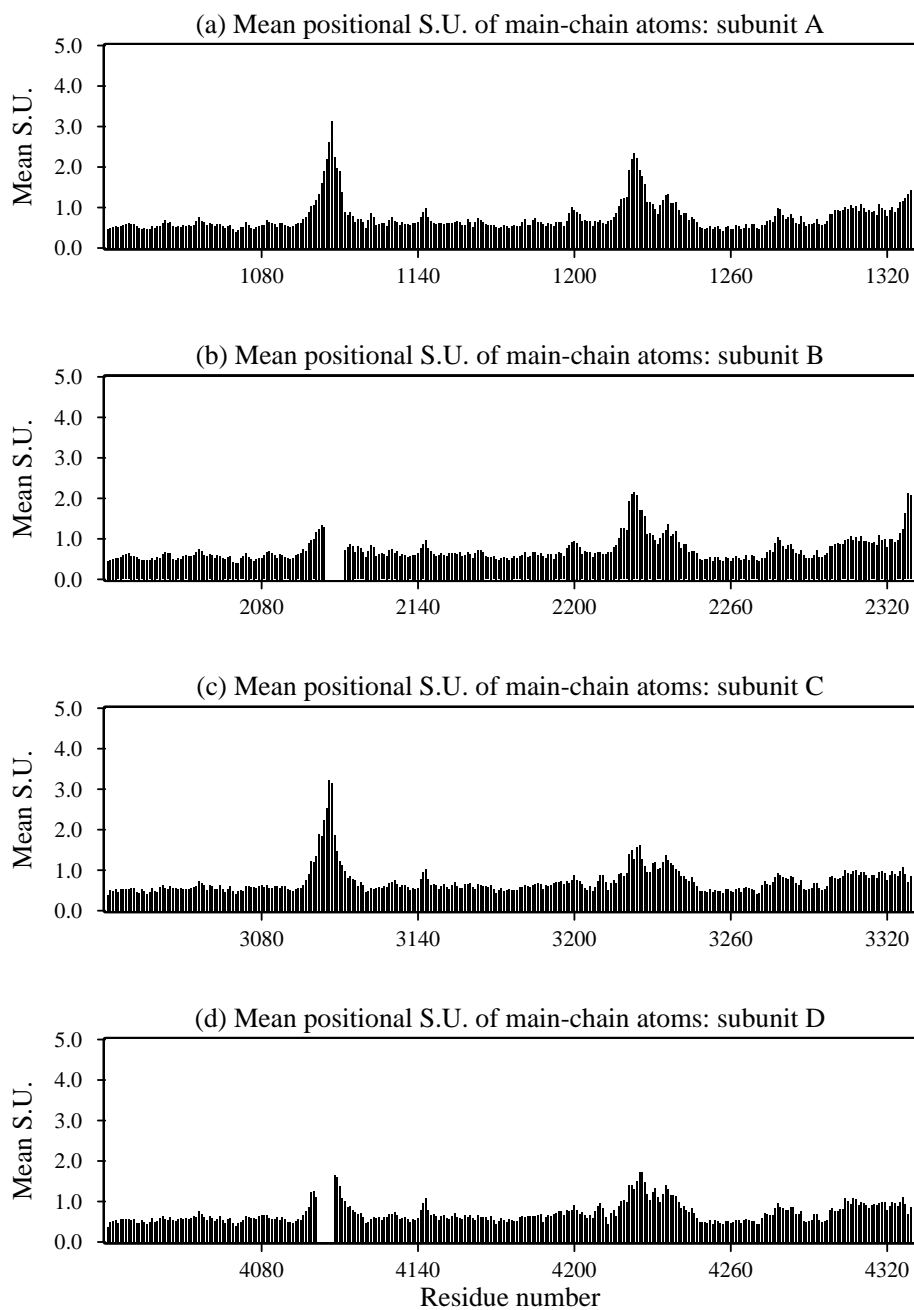 (a) Mean positional S.U. of main-chain atoms: subunit A
5.0
4.0
3.0
2.0
1.0
0.0
Mean S.U.
1080 1140 1200 1260 1320
(b) Mean positional S.U. of main-chain atoms: subunit B
5.0
4.0
3.0
2.0
1.0
0.0
Mean S.U.
2080 2140 2200 2260 2320
(c) Mean positional S.U. of main-chain atoms: subunit C
5.0
4.0
3.0
2.0
1.0
0.0
Mean S.U.
3080 3140 3200 3260 3320
(d) Mean positional S.U. of main-chain atoms: subunit D
5.0
4.0
3.0
2.0
1.0
0.0
Mean S.U.
4080 4140 4200 4260 4320
Residue number